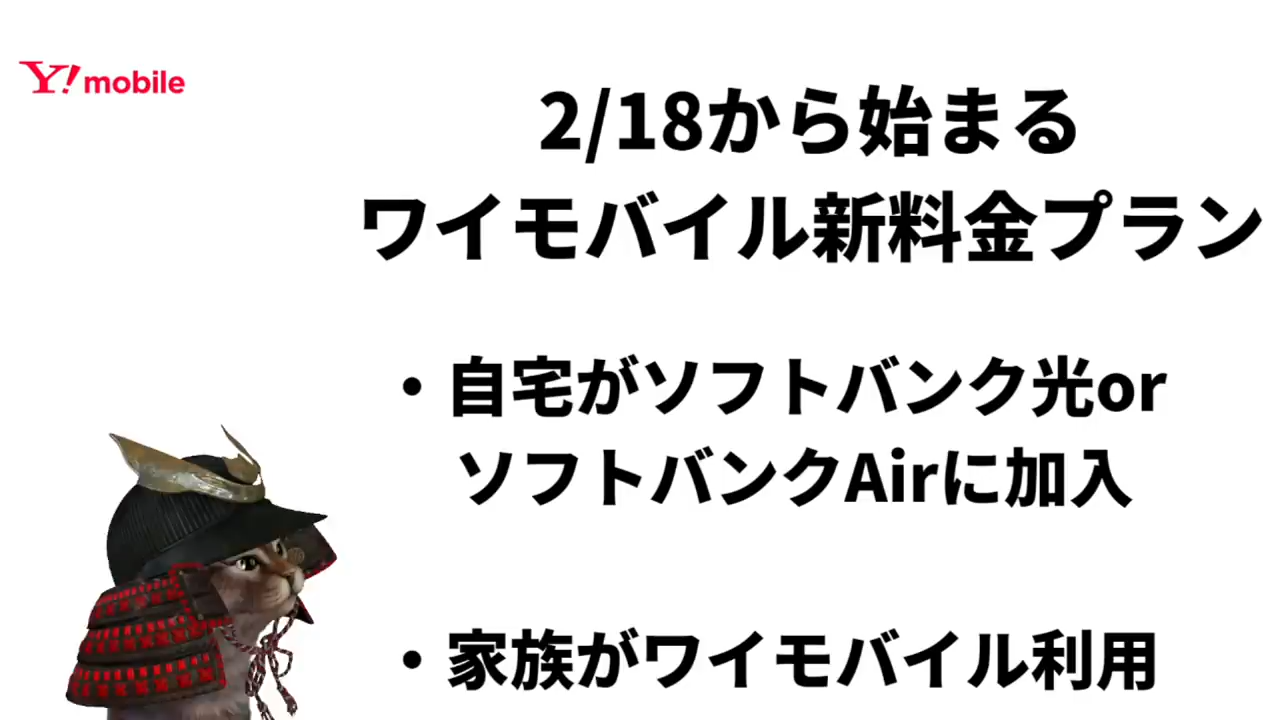 Y!mobile
2/18から始まる
ワイモバイル新料金プラン
・自宅がソフトバンク光or
ソフトバンクAirに加入
・家族がワイモバイル利用